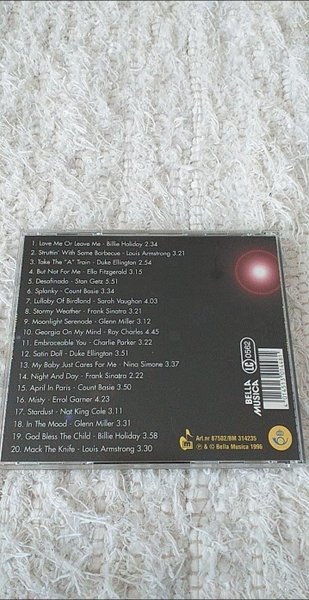 1. Love Me Or Leave Me - Billie Holiday 2.34
2. Struttin' With Some Barbecue - Louis Armstrong 3.21
3. Take The "A" Train - Duke Ellington 2.54
4. But Not For Me - Ella Fitzgerald 3.15
5. Desafinado - Stan Getz 5.51
6. Splanky - Count Basie 3.34
7. Lullaby Of Birdland - Sarah Vaughan 4.03
8. Stormy Weather - Frank Sinatra 3.21
9. Moonlight Serenade - Glenn Miller 3.12
10. Georgia On My Mind - Ray Charles 4.45
11. Embraceable You - Charlie Parker 3.22
12. Satin Doll - Duke Ellington 3.51
13. My Baby Just Cares For Me - Nina Simone 3.37
14. Night And Day - Frank Sinatra 2.22
15. April In Paris - Count Basie 3.50
16. Misty - Errol Garner 4.23
17. Stardust - Nat King Cole 3.11
18. In The Mood - Glenn Miller 3.31
19. God Bless The Child - Billie Holiday 3.58
20. Mack The Knife - Louis Armstrong 3.30
LC 0562
BELLA
MUSICA
Art.nr 87502/BM 314235
℗ & © Bella Musica 1996